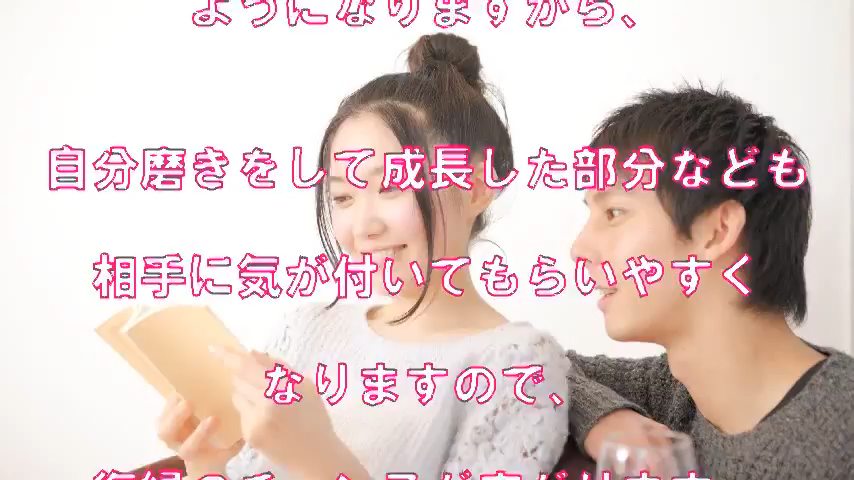 ようになりますから、
自分磨きをして成長した部分なども
相手に気が付いてもらいやすく
なりますので、